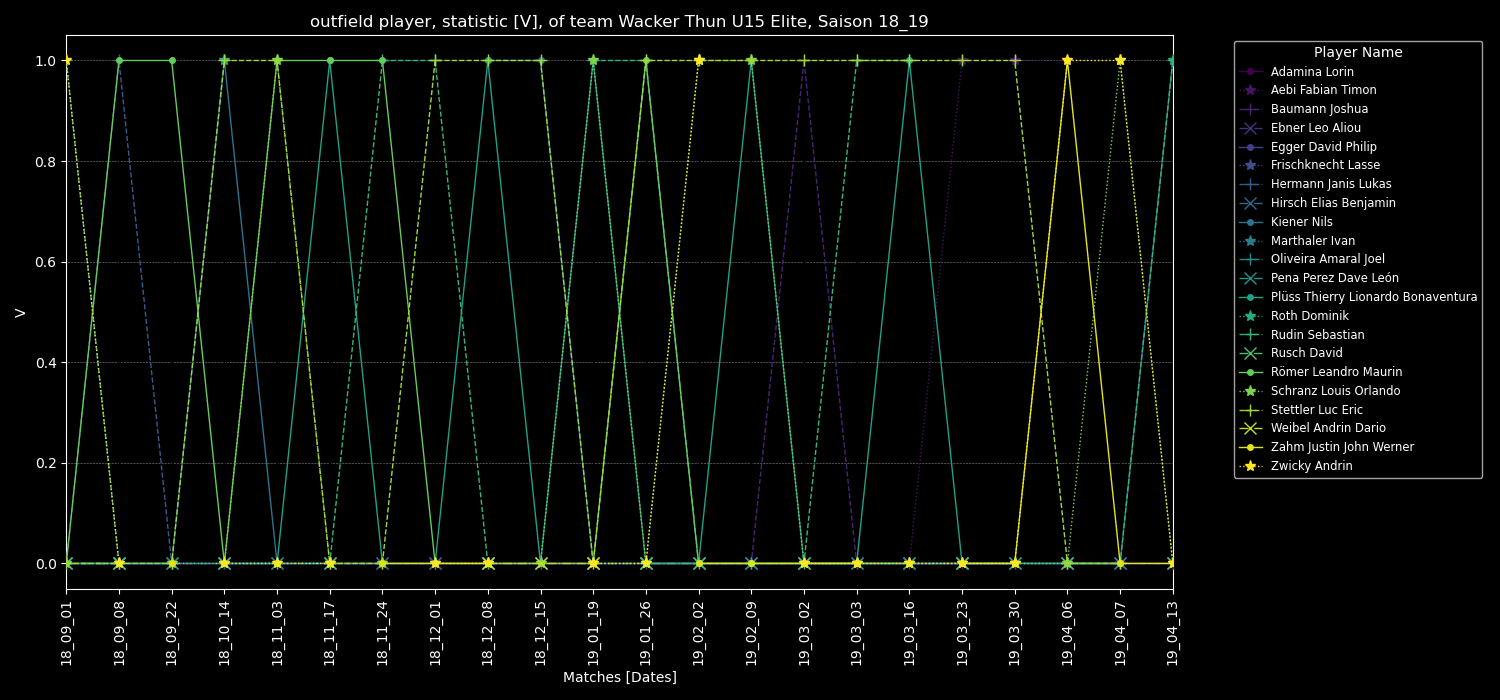 outfield player, statistic [V], of team Wacker Thun U15 Elite, Saison 18_19
1.0
0.8
0.6
0.4
0.2
0.0
V
18_09_01
18_09_08
18_09_22
18_10_14
18_11_03
18_11_17
18_11_24
18_12_01
18_12_08
18_12_15
19_01_19
19_01_26
19_02_02
19_02_09
19_03_02
19_03_03
19_03_16
19_03_23
19_03_30
19_04_06
19_04_07
19_04_13
Matches [Dates]
Player Name
Adamina Lorin
Aebi Fabian Timon
Baumann Joshua
Ebner Leo Aliou
Egger David Philip
Frischknecht Lasse
Hermann Janis Lukas
Hirsch Elias Benjamin
Kiener Nils
Marthaler Ivan
Oliveira Amaral Joel
Pena Perez Dave León
Plüss Thierry Lionardo Bonaventura
Roth Dominik
Rudin Sebastian
Rusch David
Römer Leandro Maurin
Schranz Louis Orlando
Stettler Luc Eric
Weibel Andrin Dario
Zahm Justin John Werner
Zwicky Andrin